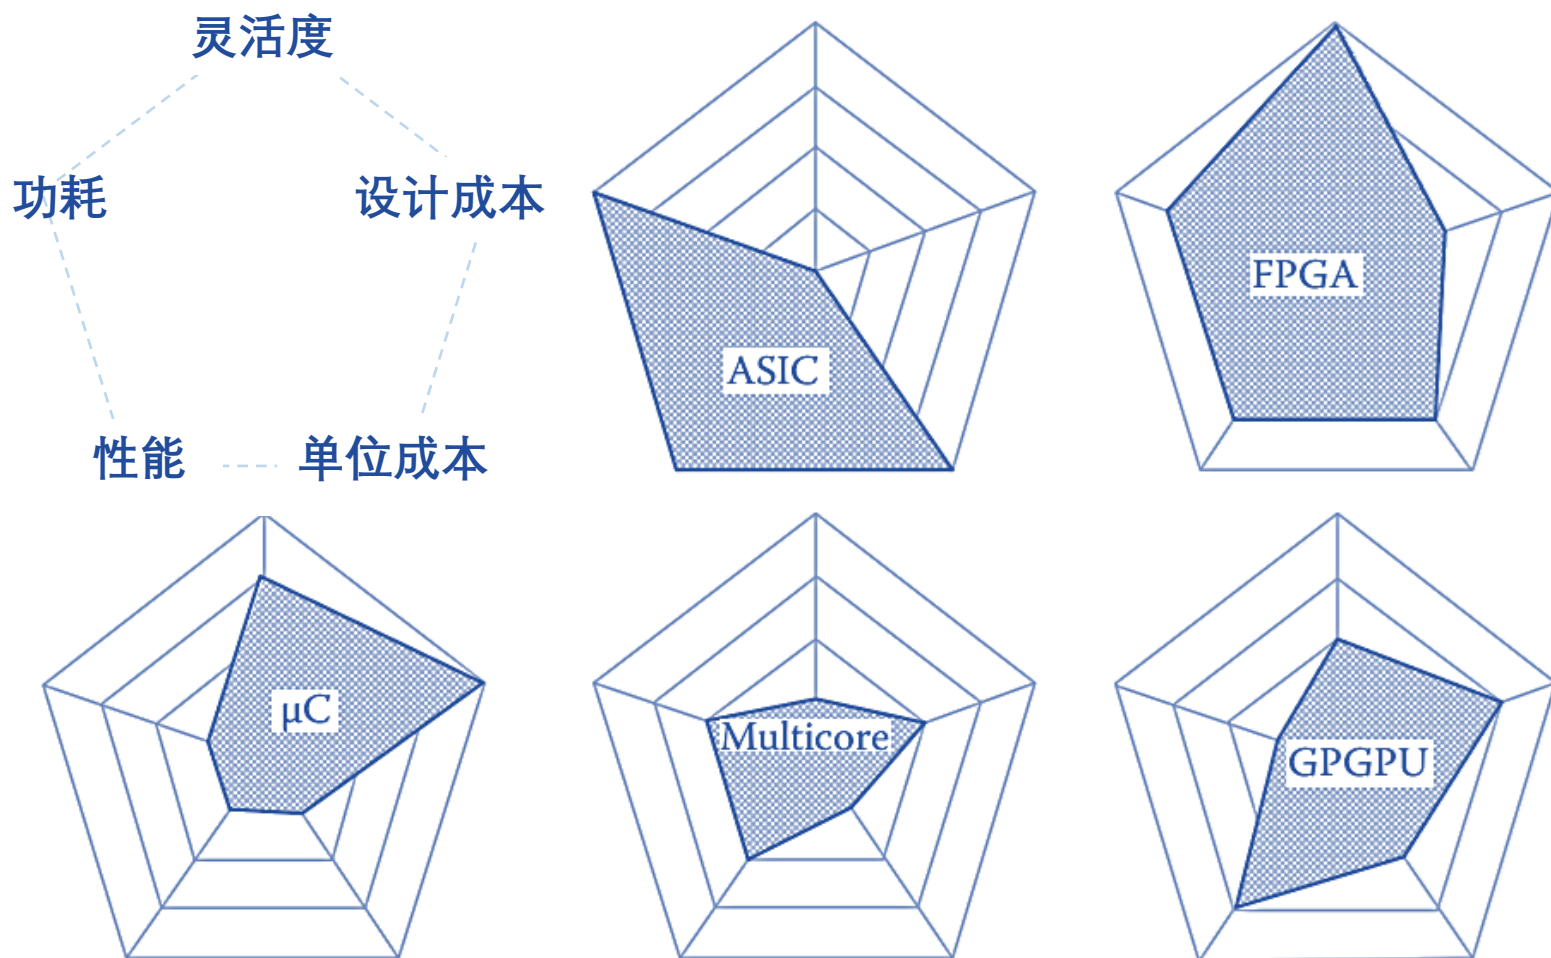 灵活度
功耗
设计成本
性能
单位成本
ASIC
FPGA
μC
Multicore
GPGPU